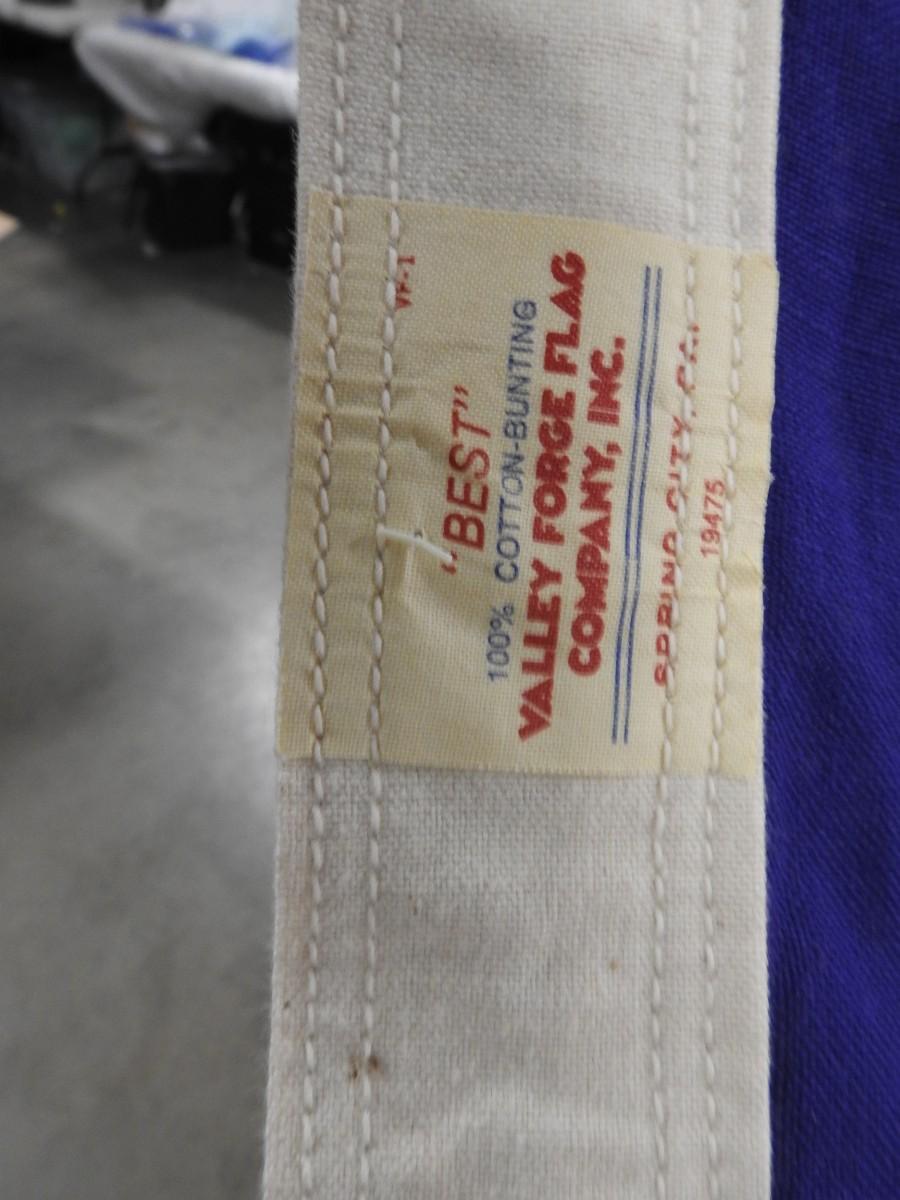 VF-1
"BEST"
100% COTTON-BUNTING
VALLEY FORGE FLAG
COMPANY, INC.
SPRING CITY, PA.
19475